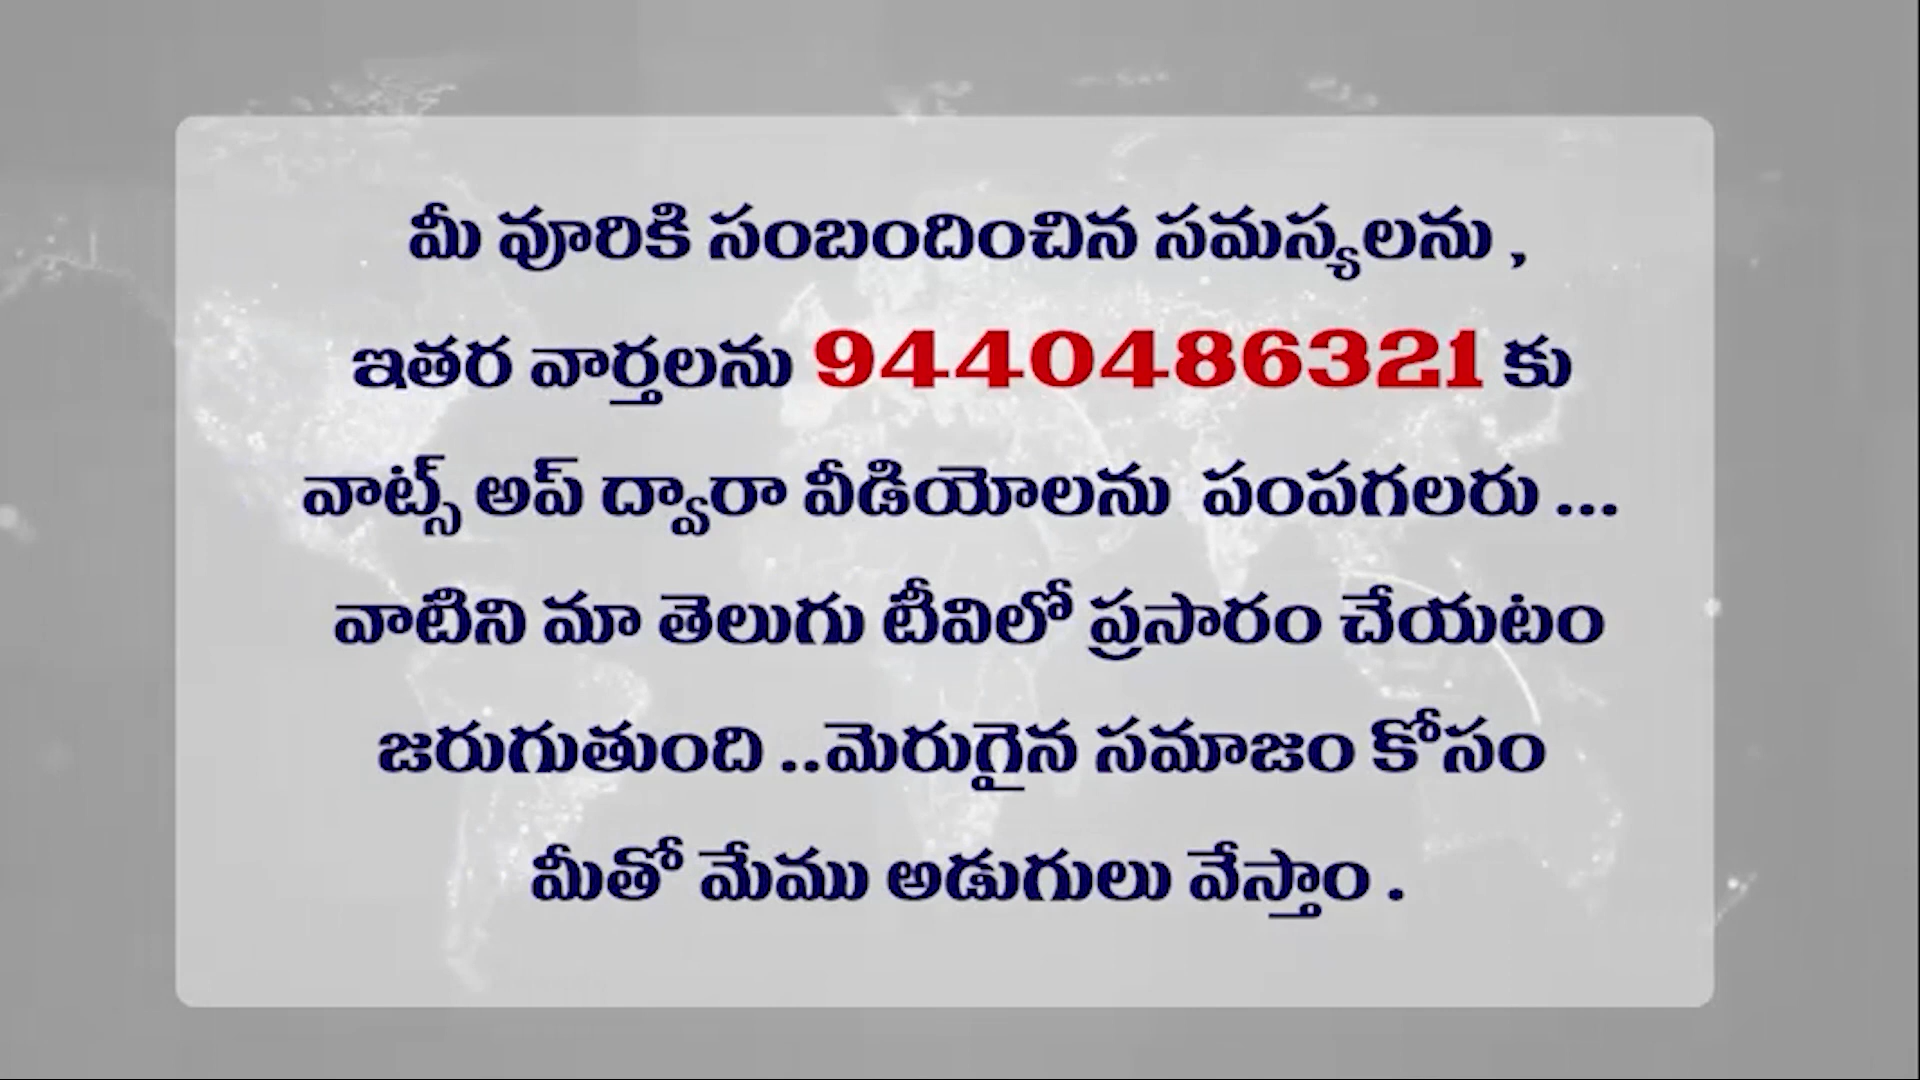 మీ వూరికి సంబందించిన సమస్యలను ,
ఇతర వార్తలను 9440486321 కు
వాట్స్ అప్ ద్వారా వీడియోలను పంపగలరు ...
వాటిని మా తెలుగు టీవిలో ప్రసారం చేయటం
జరుగుతుంది ..మెరుగైన సమాజం కోసం
మీతో మేము అడుగులు వేస్తాం .